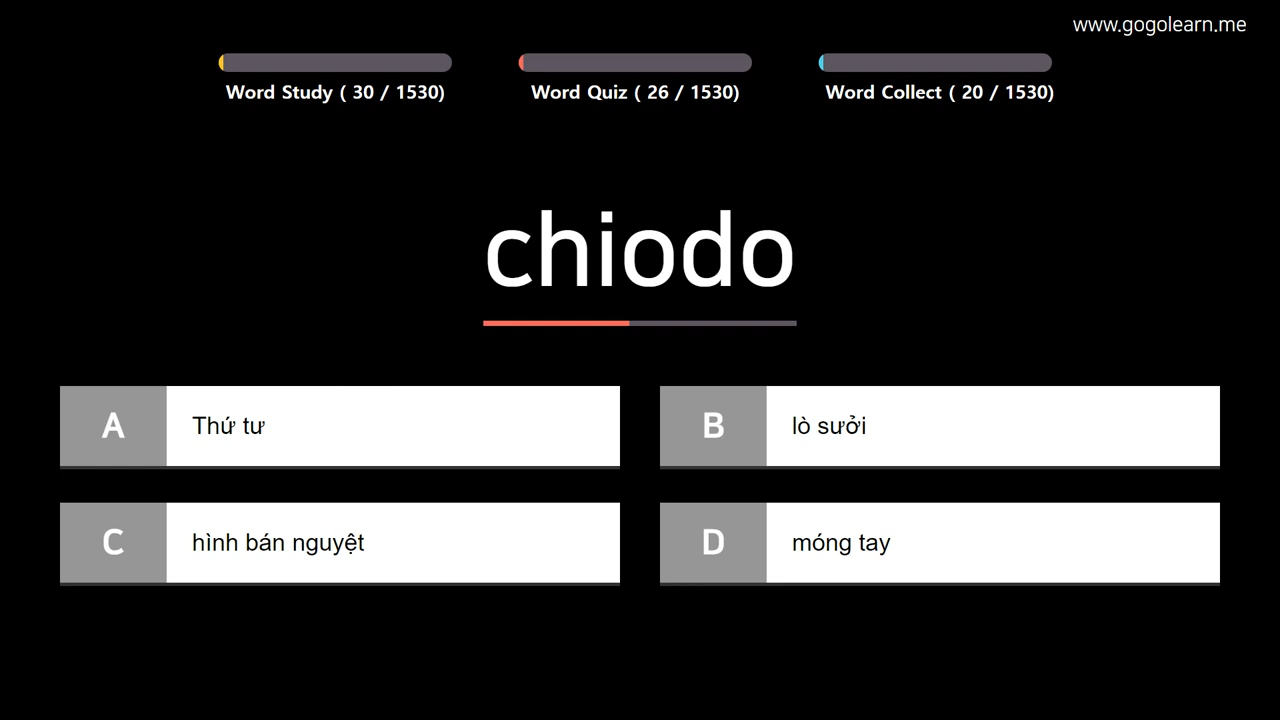 www.gogolearn.me
Word Study ( 30 / 1530)
Word Quiz ( 26 / 1530)
Word Collect ( 20 / 1530)
chiodo
A
Thứ tư
B
lò sưởi
C
hình bán nguyệt
D
móng tay